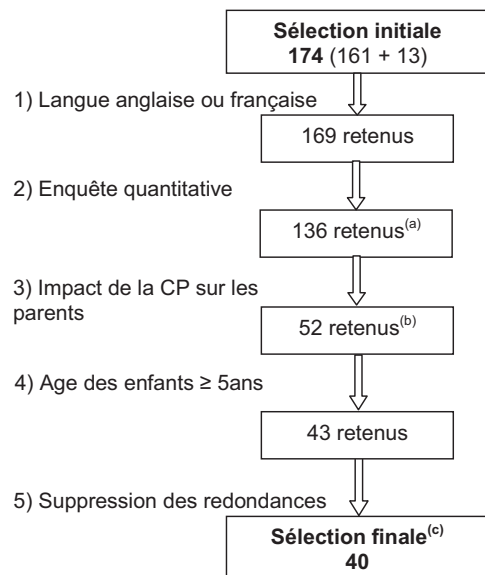 Sélection initiale
174 (161 + 13)
1) Langue anglaise ou française
169 retenus
2) Enquête quantitative
136 retenus(a)
3) Impact de la CP sur les
parents
52 retenus(b)
4) Age des enfants ≥ 5ans
43 retenus
5) Suppression des redondances
Sélection finale(c)
40